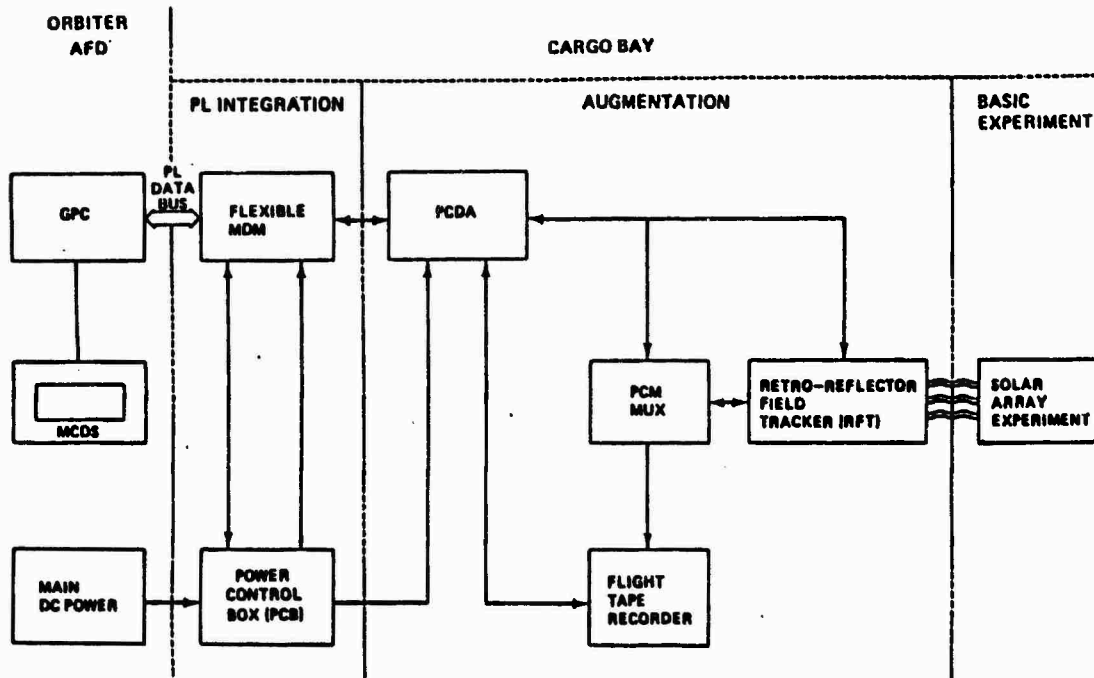 ORBITER
AFD
CARGO BAY
PL INTEGRATION
AUGMENTATION
BASIC
EXPERIMENT
GPC
PL
DATA
BUS
FLEXIBLE
MDM
PCDA
MCDS
PCM
MUX
RETRO-REFLECTOR
FIELD
TRACKER (RFT)
SOLAR
ARRAY
EXPERIMENT
MAIN
DC POWER
POWER
CONTROL
BOX (PCB)
FLIGHT
TAPE
RECORDER